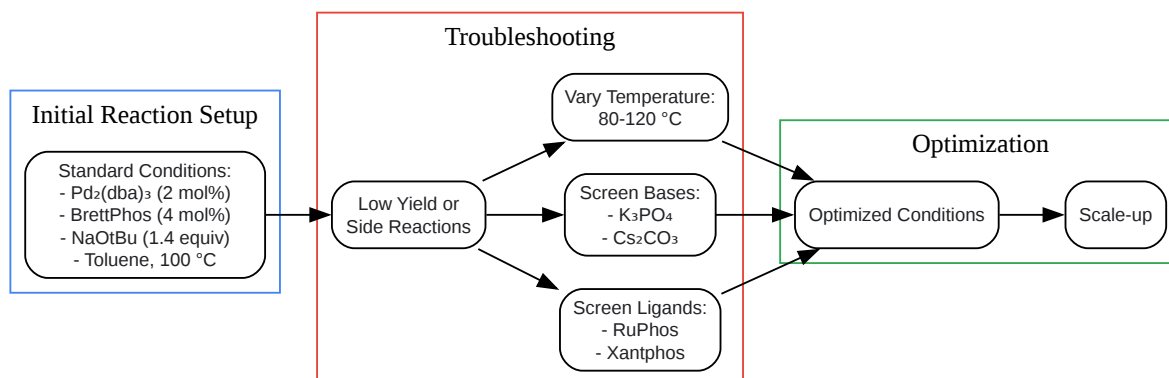 Initial Reaction Setup
Standard Conditions:
- Pd₂(dba)₃ (2 mol%)
- BrettPhos (4 mol%)
- NaOtBu (1.4 equiv)
- Toluene, 100 °C
Troubleshooting
Low Yield or
Side Reactions
Vary Temperature:
80-120 °C
Screen Bases:
- K₃PO₄
- Cs₂CO₃
Screen Ligands:
- RuPhos
- Xantphos
Optimization
Optimized Conditions
Scale-up